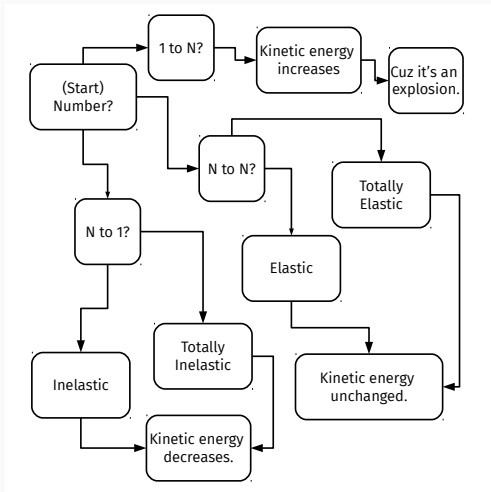 1 to N?
Kinetic energy
increases
Cuz it's an
explosion.
(Start)
Number?
N to N?
Totally
Elastic
N to 1?
Elastic
Totally
Inelastic
Inelastic
Kinetic energy
unchanged.
Kinetic energy
decreases.